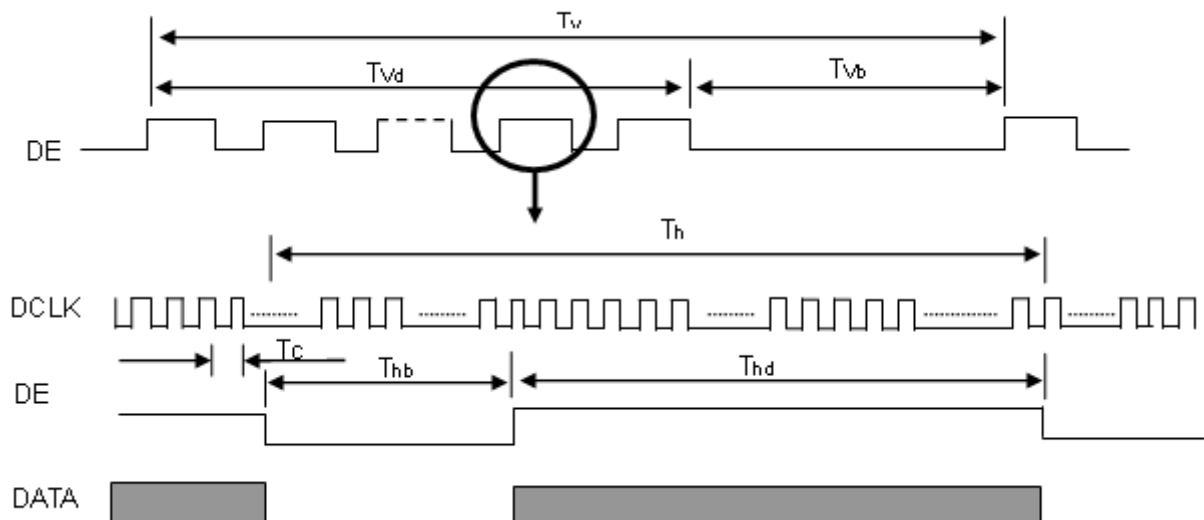 Tv
TVd TVb
DE
Th
DCLK
TC
Thb Thd
DE
DATA